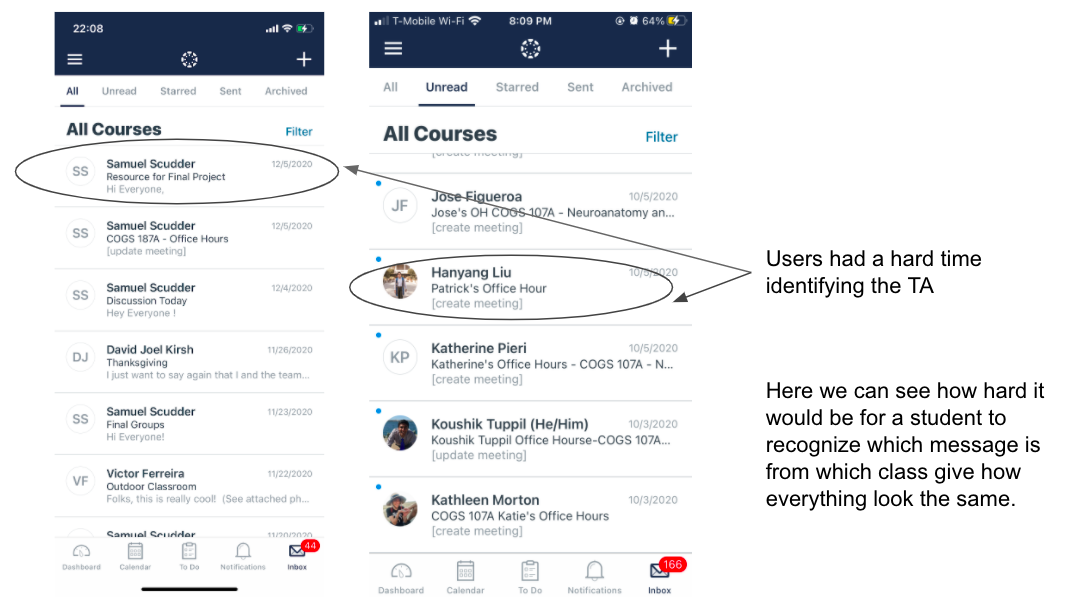 22:08
All Unread Starred Sent Archived
All Courses Filter
SS Samuel Scudder 12/5/2020
Resource for Final Project
Hi Everyone,
SS Samuel Scudder 12/5/2020
COGS 187A - Office Hours
[update meeting]
SS Samuel Scudder 12/4/2020
Discussion Today
Hey Everyone !
DJ David Joel Kirsh 11/26/2020
Thanksgiving
I just want to say again that I and the team...
SS Samuel Scudder 11/23/2020
Final Groups
Hi Everyone!
VF Victor Ferreira 11/22/2020
Outdoor Classroom
Folks, this is really cool! (See attached ph...
Samuel Scudder 11/20/2020
44
Dashboard Calendar To Do Notifications Inbox
T-Mobile Wi-Fi 8:09 PM 64%
All Unread Starred Sent Archived
All Courses Filter
[create meeting]
JF Jose Figueroa 10/5/2020
Jose's OH COGS 107A - Neuroanatomy an...
[create meeting]
Hanyang Liu 10/5/2020
Patrick's Office Hour
[create meeting]
KP Katherine Pieri 10/5/2020
Katherine's Office Hours - COGS 107A - N...
[create meeting]
Koushik Tuppil (He/Him) 10/3/2020
Koushik Tuppil Office Hourse-COGS 107A...
[update meeting]
Kathleen Morton 10/3/2020
COGS 107A Katie's Office Hours
[create meeting]
166
Dashboard Calendar To Do Notifications Inbox
Users had a hard time
identifying the TA
Here we can see how hard it
would be for a student to
recognize which message is
from which class give how
everything look the same.